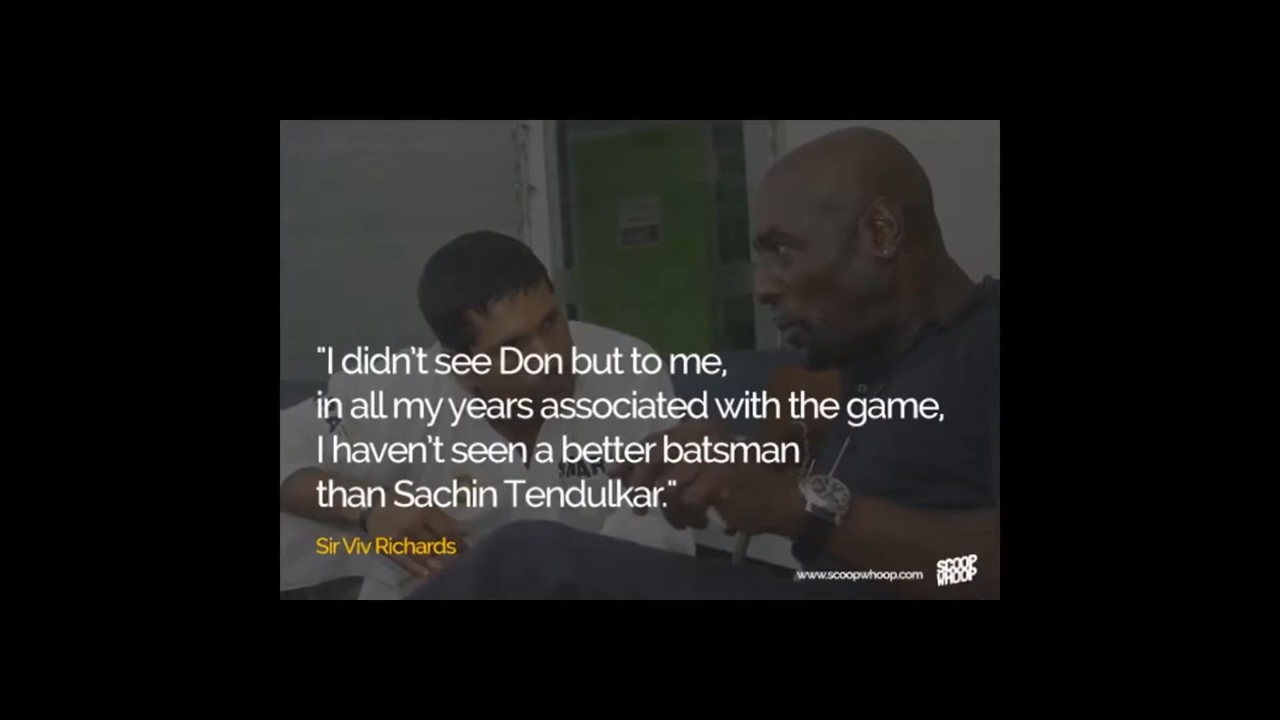 "I didn't see Don but to me,
in all my years associated with the game,
I haven't seen a better batsman
than Sachin Tendulkar."
Sir Viv Richards
www.scoopwhoop.com
SCOOP
WHOOP